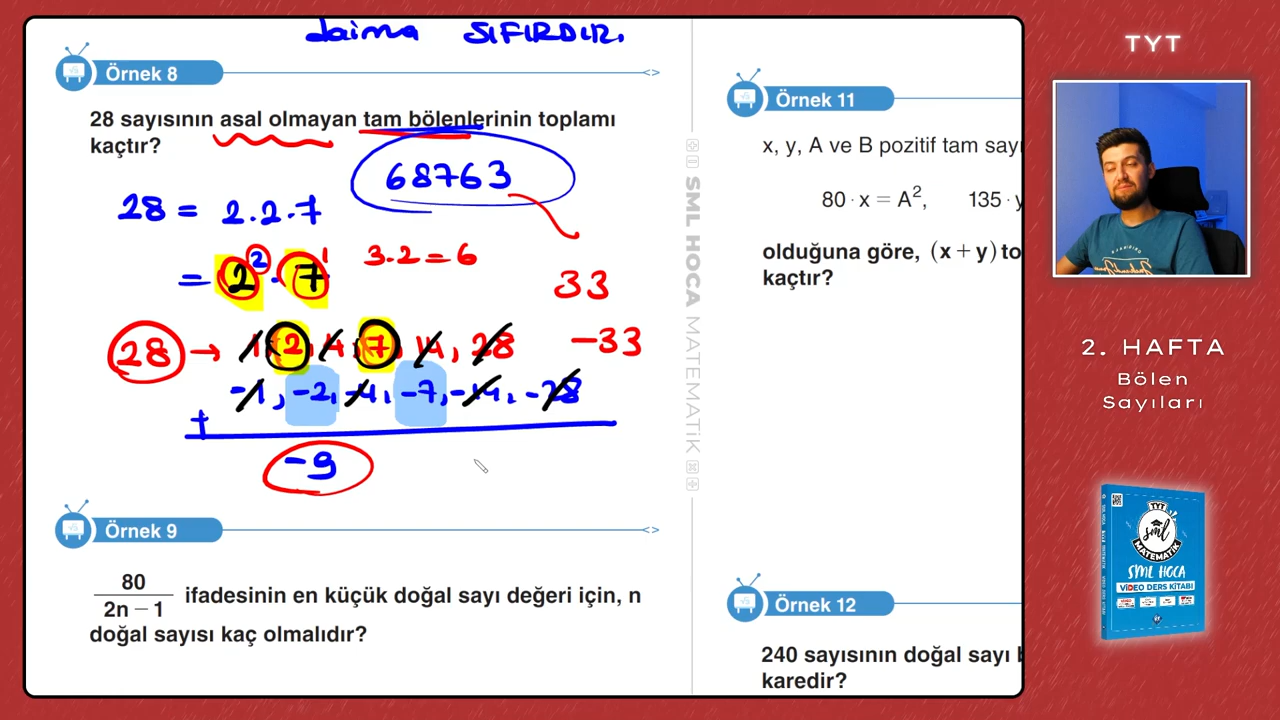 daima SIFIRDIR.
Örnek 8
<>
28 sayısının asal olmayan tam bölenlerinin toplamı
kaçtır?
68763
28 = 2.2.7
= 2² . 7¹
3.2 = 6
33
28 → 1, 2, 4, 7, 14, 28
-33
-1, -2, -4, -7, -14, -28
+
-9
Örnek 9
<>
80
2n – 1
ifadesinin en küçük doğal sayı değeri için, n
doğal sayısı kaç olmalıdır?
SML HOCA MATEMATİK
Örnek 11
x, y, A ve B pozitif tam sayı
80 · x = A², 135 · y
olduğuna göre, (x + y) to
kaçtır?
Örnek 12
240 sayısının doğal sayı b
karedir?
TYT
2. HAFTA
Bölen
Sayıları
TYT
sml
MATEMATİK
SML HOCA
VİDEO DERS KİTABI